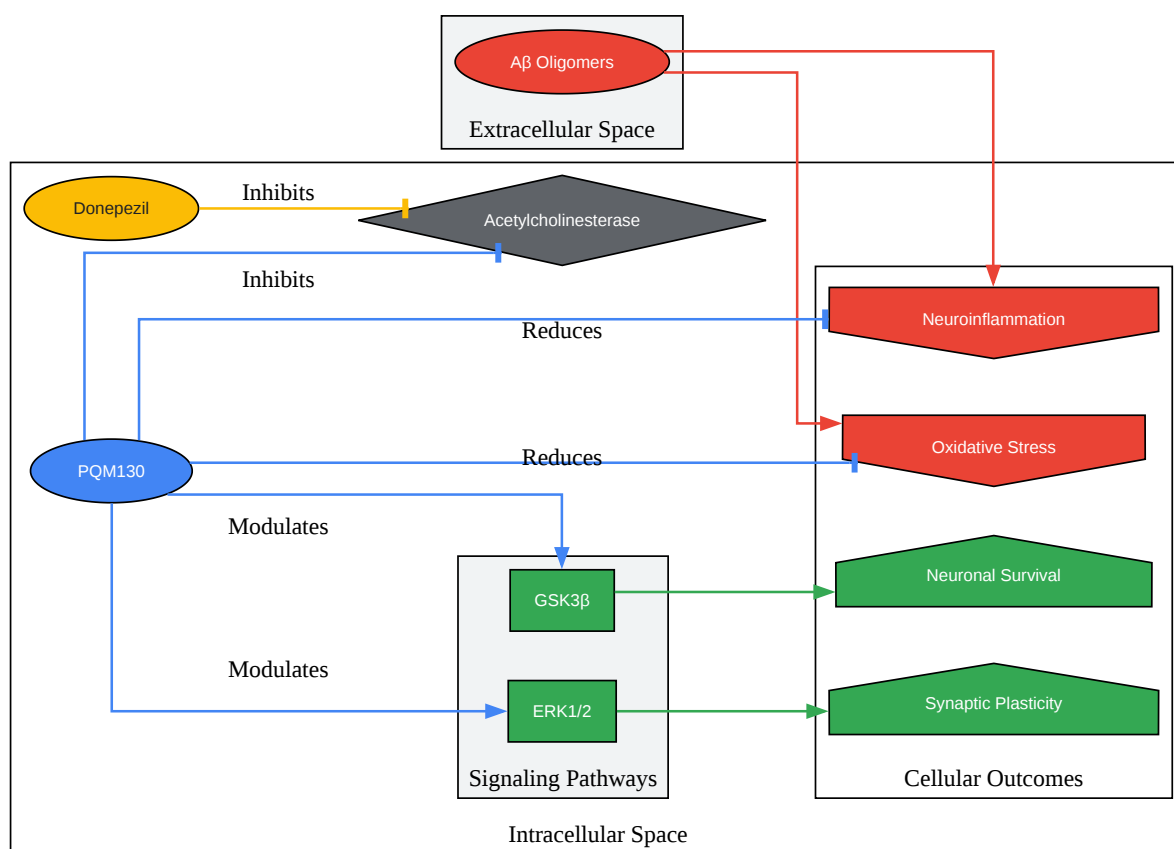 Aβ Oligomers
Extracellular Space
Donepezil
Inhibits
Acetylcholinesterase
Inhibits
Reduces
Neuroinflammation
PQM130
Reduces
Oxidative Stress
Modulates
GSK3β
Neuronal Survival
Modulates
ERK1/2
Synaptic Plasticity
Signaling Pathways
Cellular Outcomes
Intracellular Space